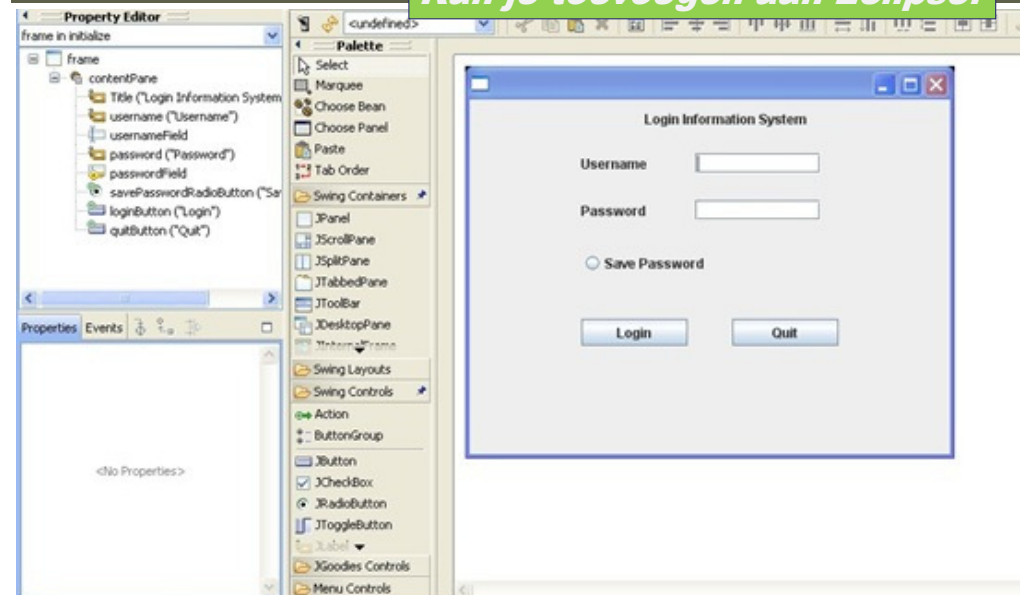 Kun je toevoegen aan Eclipse!
Property Editor
frame in initialize
frame
contentPane
Title ("Login Information System
username ("Username")
usernameField
password ("Password")
passwordField
savePasswordRadioButton ("Sa
loginButton ("Login")
quitButton ("Quit")
Properties Events
<No Properties>
<undefined>
Palette
Select
Marquee
Choose Bean
Choose Panel
Paste
Tab Order
Swing Containers
JPanel
JScrollPane
JSplitPane
JTabbedPane
JToolBar
JDesktopPane
JInternalFrame
Swing Layouts
Swing Controls
Action
ButtonGroup
JButton
JCheckBox
JRadioButton
JToggleButton
JLabel
JGoodies Controls
Menu Controls
Login Information System
Username
Password
Save Password
Login Quit